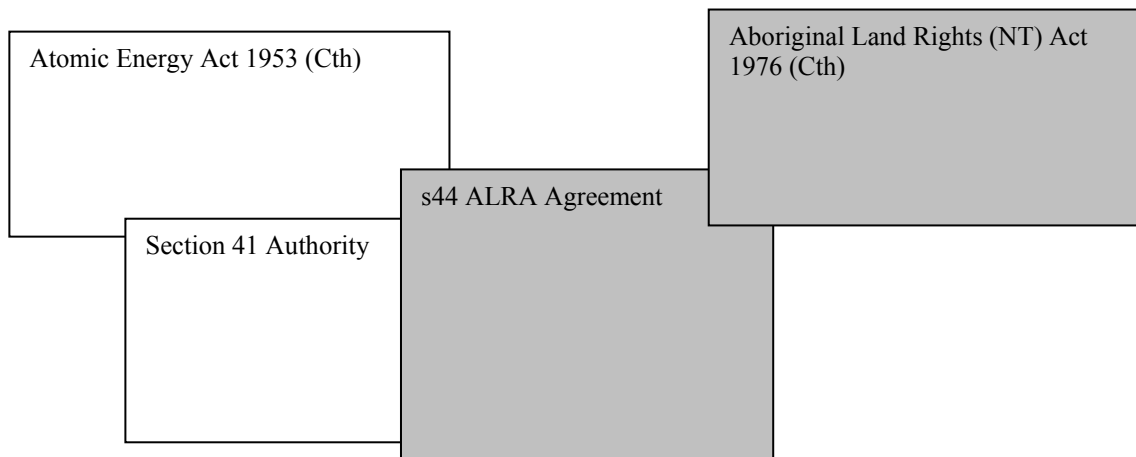 Atomic Energy Act 1953 (Cth)
Aboriginal Land Rights (NT) Act
1976 (Cth)
s44 ALRA Agreement
Section 41 Authority